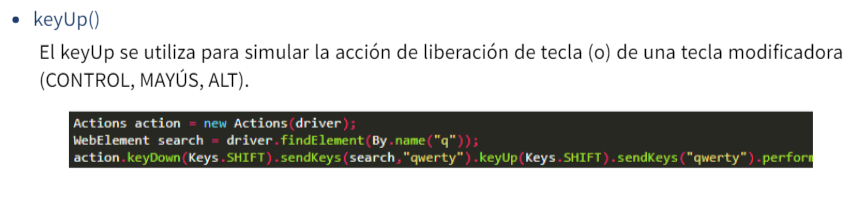 • keyUp()
El keyUp se utiliza para simular la acción de liberación de tecla (o) de una tecla modificadora
(CONTROL, MAYÚS, ALT).
Actions action = new Actions(driver);
WebElement search = driver.findElement(By.name("q"));
action.keyDown(Keys.SHIFT).sendKeys(search,"qwerty").keyUp(Keys.SHIFT).sendKeys("qwerty").perform